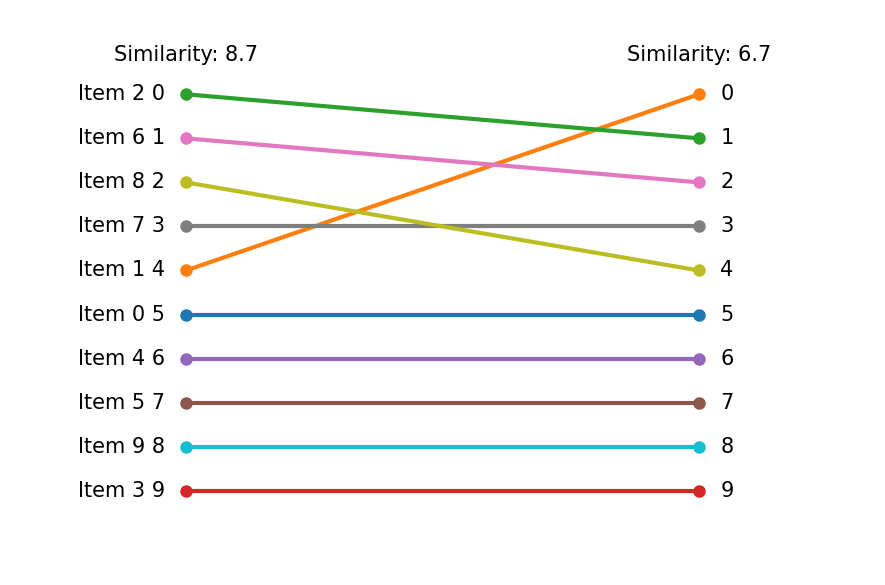 Similarity: 8.7 Similarity: 6.7
Item 2 0 0
Item 6 1 1
Item 8 2 2
Item 7 3 3
Item 1 4 4
Item 0 5 5
Item 4 6 6
Item 5 7 7
Item 9 8 8
Item 3 9 9